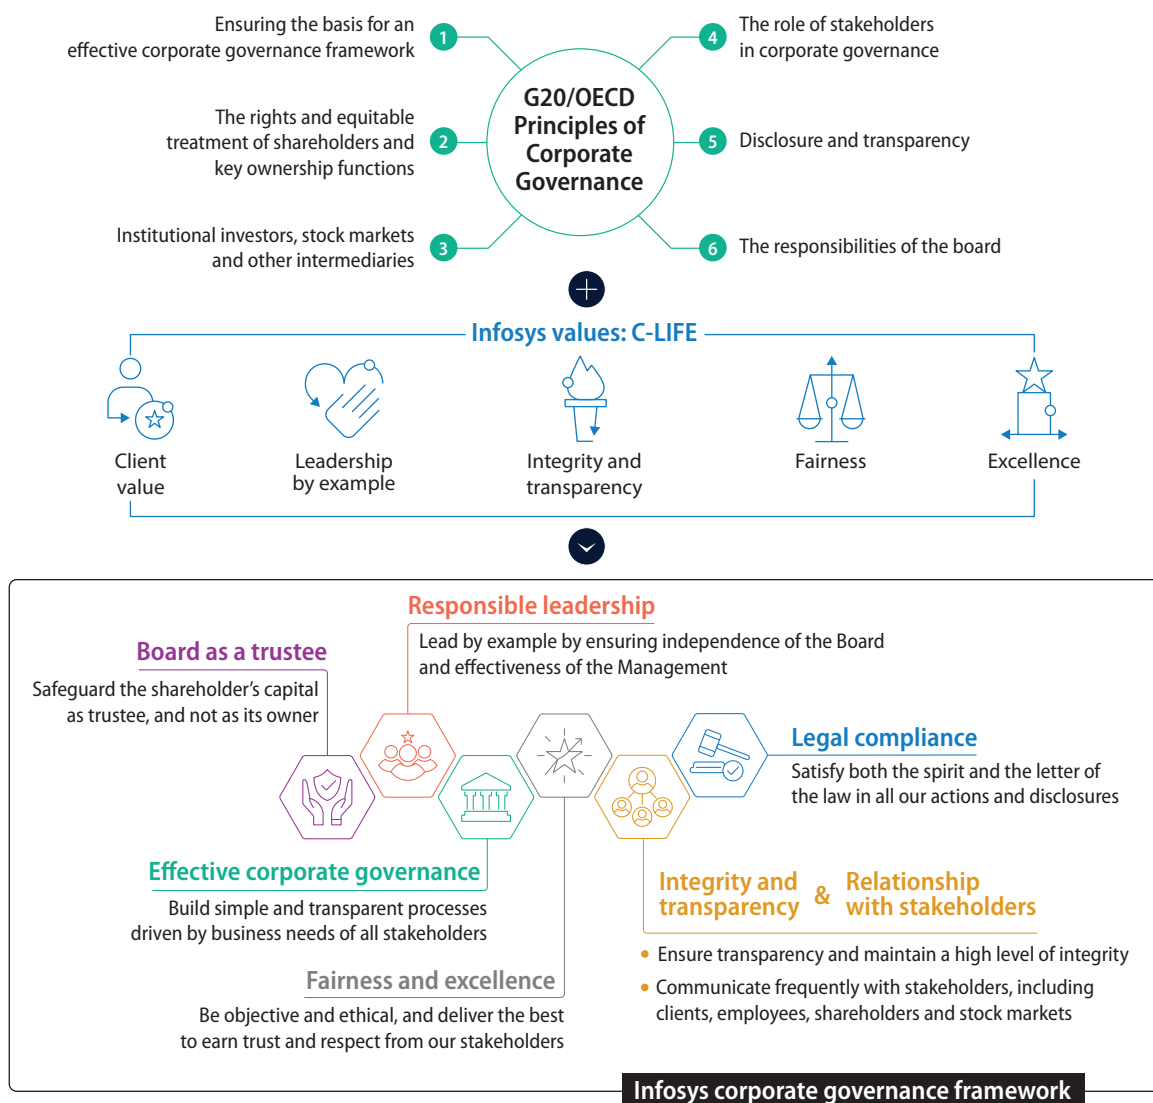 Ensuring the basis for an
effective corporate governance framework
1
The rights and equitable
treatment of shareholders and
key ownership functions
2
Institutional investors, stock markets
and other intermediaries
3
G20/OECD
Principles of
Corporate
Governance
4
The role of stakeholders
in corporate governance
5
Disclosure and transparency
6
The responsibilities of the board
Infosys values: C-LIFE
Client
value
Leadership
by example
Integrity and
transparency
Fairness
Excellence
Responsible leadership
Lead by example by ensuring independence of the Board
and effectiveness of the Management
Board as a trustee
Safeguard the shareholder’s capital
as trustee, and not as its owner
Legal compliance
Satisfy both the spirit and the letter of
the law in all our actions and disclosures
Effective corporate governance
Build simple and transparent processes
driven by business needs of all stakeholders
Integrity and
transparency
&
Relationship
with stakeholders
• Ensure transparency and maintain a high level of integrity
• Communicate frequently with stakeholders, including
clients, employees, shareholders and stock markets
Fairness and excellence
Be objective and ethical, and deliver the best
to earn trust and respect from our stakeholders
Infosys corporate governance framework